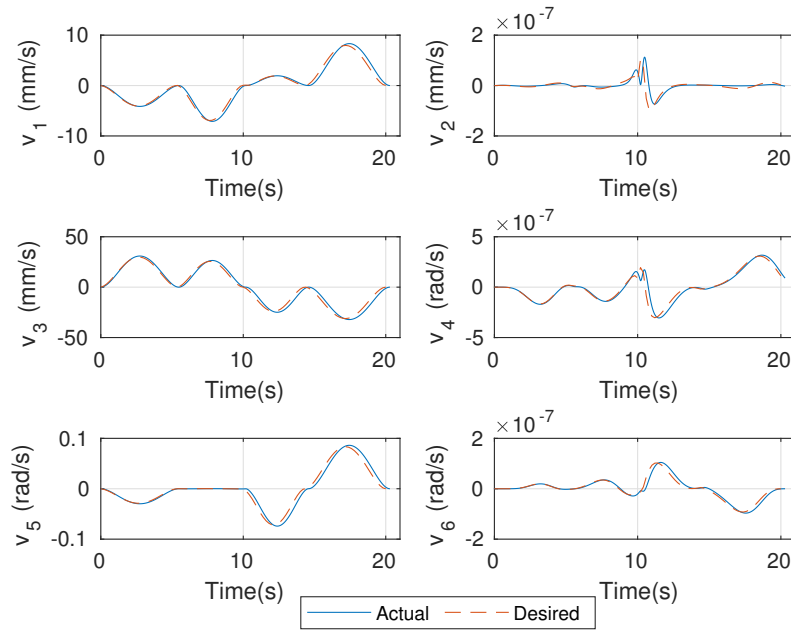 10
0
-10
0
10
20
v1 (mm/s)
Time(s)
×10-7
2
0
-2
0
10
20
v2 (mm/s)
Time(s)
50
0
-50
0
10
20
v3 (mm/s)
Time(s)
×10-7
5
0
-5
0
10
20
v4 (rad/s)
Time(s)
0.1
0
-0.1
0
10
20
v5 (rad/s)
Time(s)
×10-7
2
0
-2
0
10
20
v6 (rad/s)
Time(s)
Actual
Desired